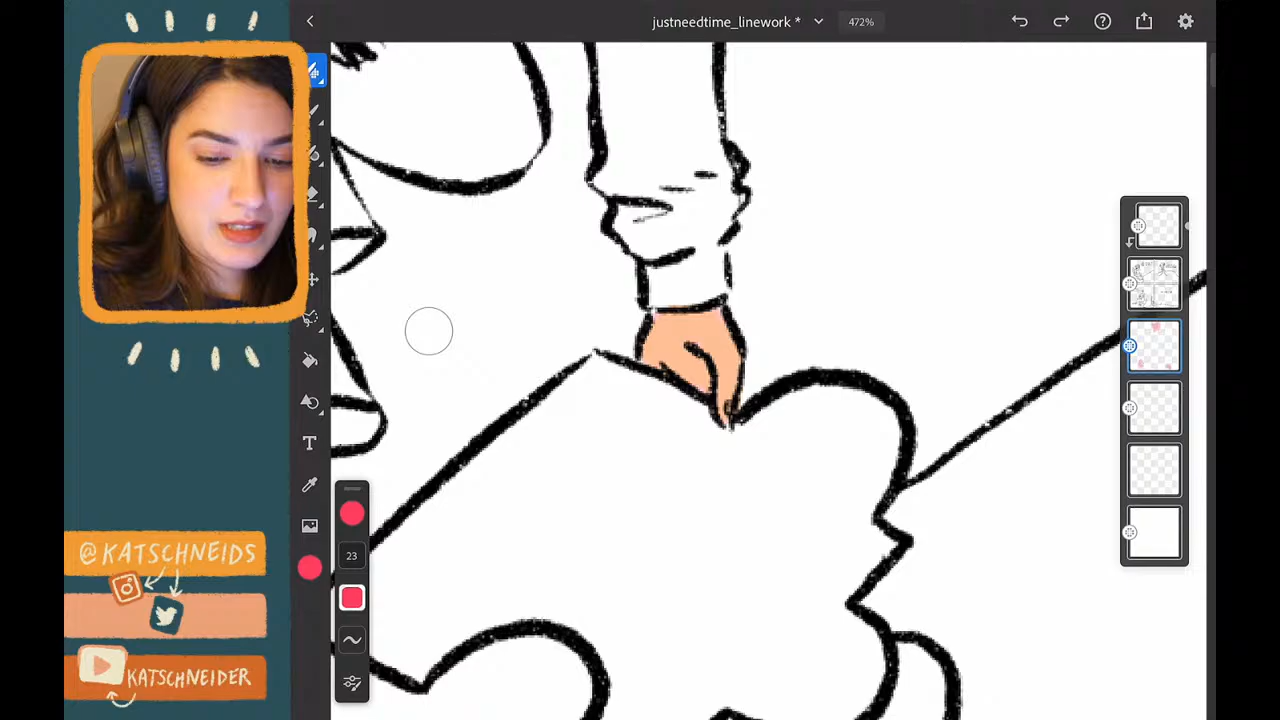 justneedtime_linework *
472%
T
23
@KATSCHNEIDS
KATSCHNEIDER